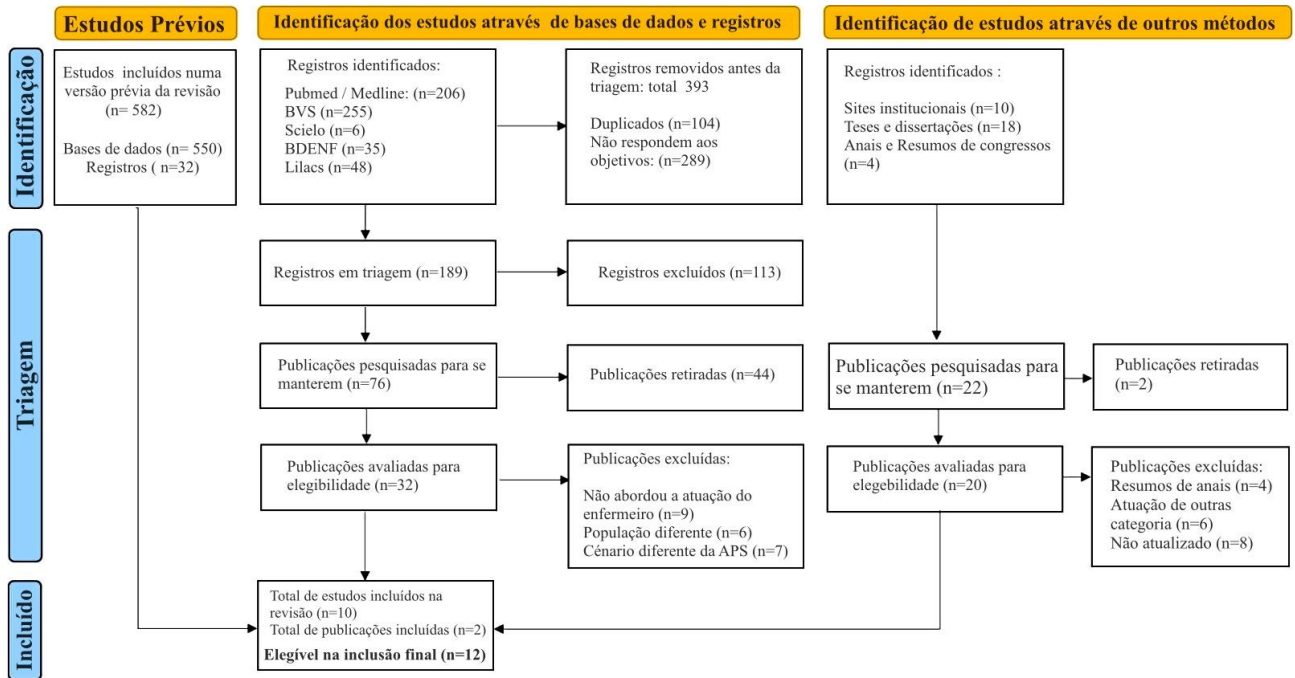 Estudos Prévios
Identificação dos estudos através de bases de dados e registros
Identificação de estudos através de outros métodos
Identificação
Estudos incluídos numa
versão prévia da revisão
(n= 582)
Bases de dados (n= 550)
Registros ( n=32)
Registros identificados:
Pubmed / Medline: (n=206)
BVS (n=255)
Scielo (n=6)
BDENF (n=35)
Lilacs (n=48)
Registros removidos antes da
triagem: total 393
Duplicados (n=104)
Não respondem aos
objetivos: (n=289)
Registros identificados :
Sites institucionais (n=10)
Teses e dissertações (n=18)
Anais e Resumos de congressos
(n=4)
Triagem
Registros em triagem (n=189)
Registros excluídos (n=113)
Publicações pesquisadas para se
manterem (n=76)
Publicações retiradas (n=44)
Publicações pesquisadas para
se manterem (n=22)
Publicações retiradas
(n=2)
Publicações avaliadas para
elegibilidade (n=32)
Publicações excluídas:
Não abordou a atuação do
enfermeiro (n=9)
População diferente (n=6)
Cénario diferente da APS (n=7)
Publicações avaliadas para
elegebilidade (n=20)
Publicações excluídas:
Resumos de anais (n=4)
Atuação de outras
categoria (n=6)
Não atualizado (n=8)
Incluído
Total de estudos incluídos na
revisão (n=10)
Total de publicações incluídas (n=2)
Elegível na inclusão final (n=12)